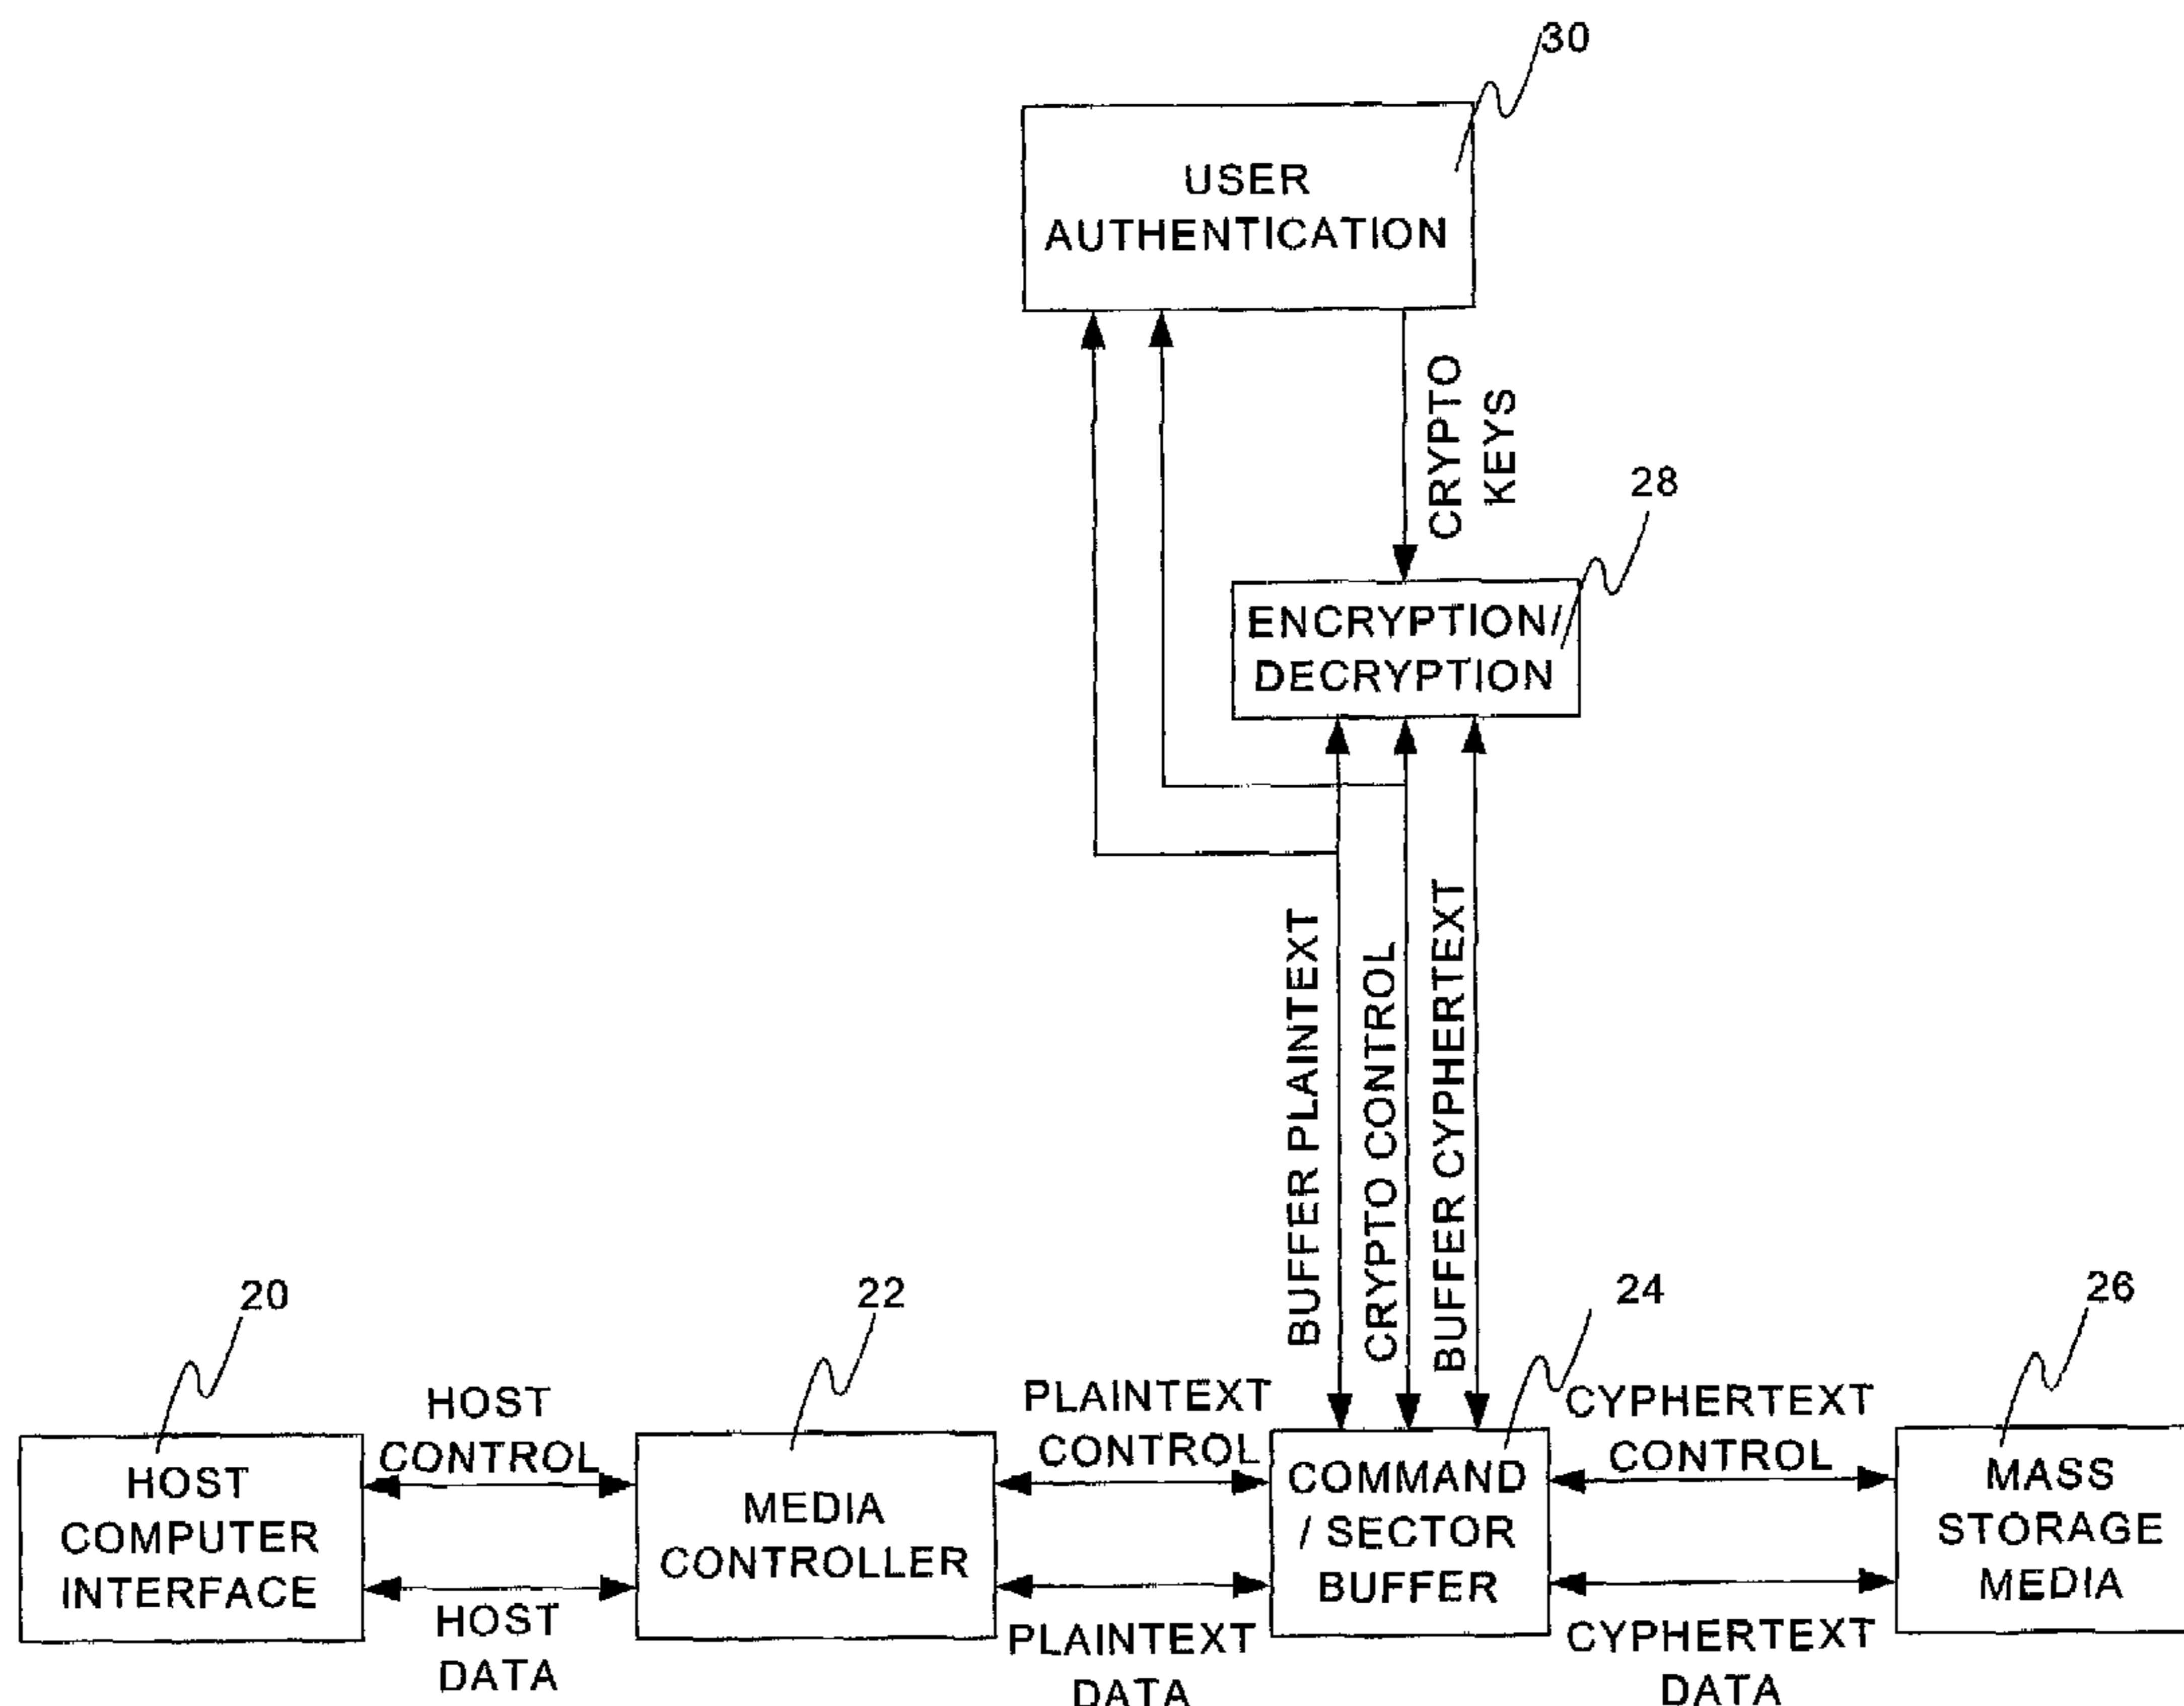 30
USER
AUTHENTICATION
CRYPTO
KEYS
28
ENCRYPTION/
DECRYPTION
BUFFER PLAINTEXT
CRYPTO CONTROL
BUFFER CYPHERTEXT
20
22
24
26
HOST
CONTROL
PLAINTEXT
CONTROL
CYPHERTEXT
CONTROL
HOST
COMPUTER
INTERFACE
MEDIA
CONTROLLER
COMMAND
/ SECTOR
BUFFER
MASS
STORAGE
MEDIA
HOST
DATA
PLAINTEXT
DATA
CYPHERTEXT
DATA